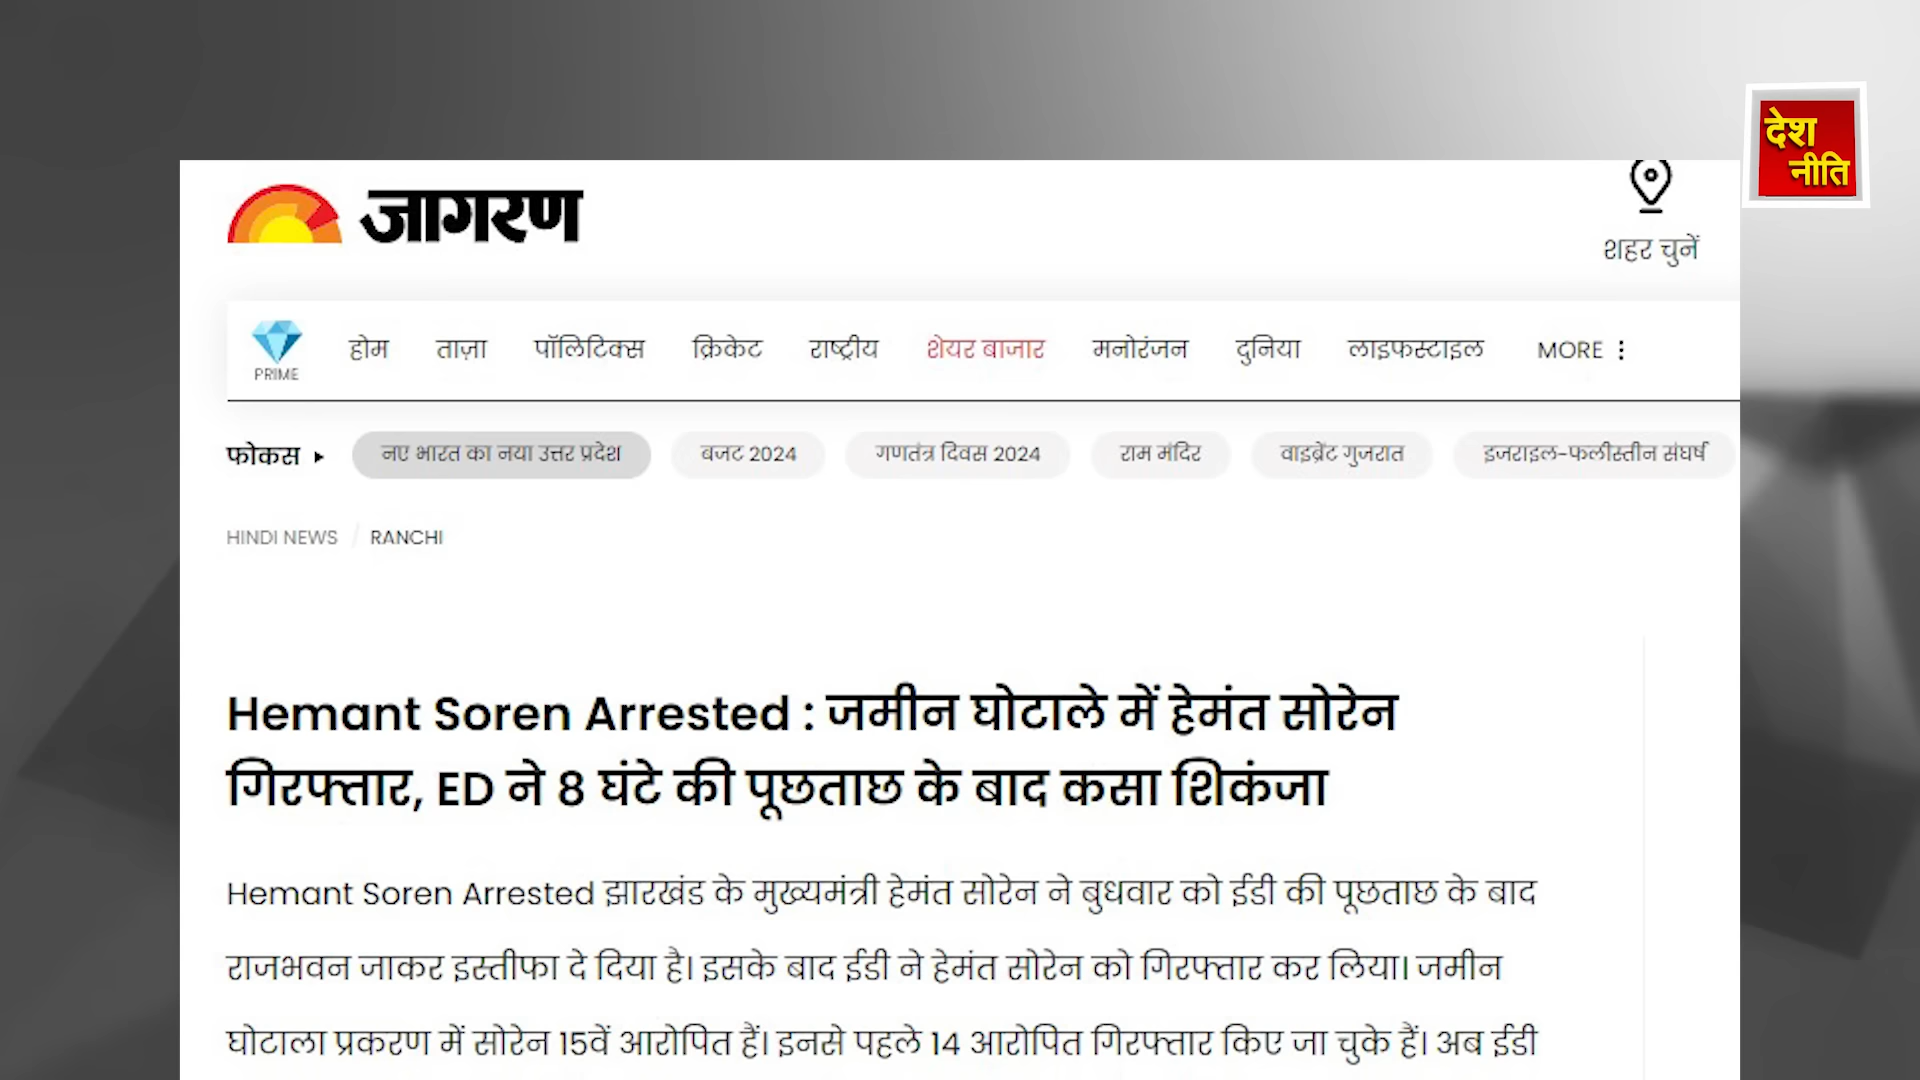 देश
नीति
जागरण
शहर चुनें
PRIME
होम ताज़ा पॉलिटिक्स क्रिकेट राष्ट्रीय शेयर बाजार मनोरंजन दुनिया लाइफस्टाइल MORE
फोकस नए भारत का नया उत्तर प्रदेश बजट 2024 गणतंत्र दिवस 2024 राम मंदिर वाइब्रेंट गुजरात इजराइल-फलीस्तीन संघर्ष
HINDI NEWS / RANCHI
Hemant Soren Arrested : जमीन घोटाले में हेमंत सोरेन
गिरफ्तार, ED ने 8 घंटे की पूछताछ के बाद कसा शिकंजा
Hemant Soren Arrested झारखंड के मुख्यमंत्री हेमंत सोरेन ने बुधवार को ईडी की पूछताछ के बाद
राजभवन जाकर इस्तीफा दे दिया है। इसके बाद ईडी ने हेमंत सोरेन को गिरफ्तार कर लिया। जमीन
घोटाला प्रकरण में सोरेन 15वें आरोपित हैं। इनसे पहले 14 आरोपित गिरफ्तार किए जा चुके हैं। अब ईडी